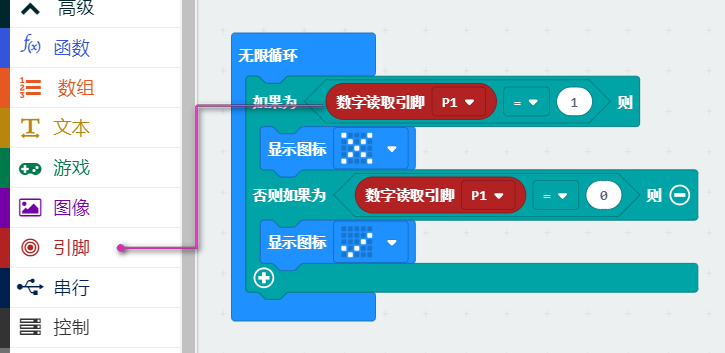 高级
f(x) 函数
数组
文本
游戏
图像
引脚
串行
控制
无限循环
如果为 数字读取引脚 P1 = 1 则
显示图标
否则如果为 数字读取引脚 P1 = 0 则
显示图标